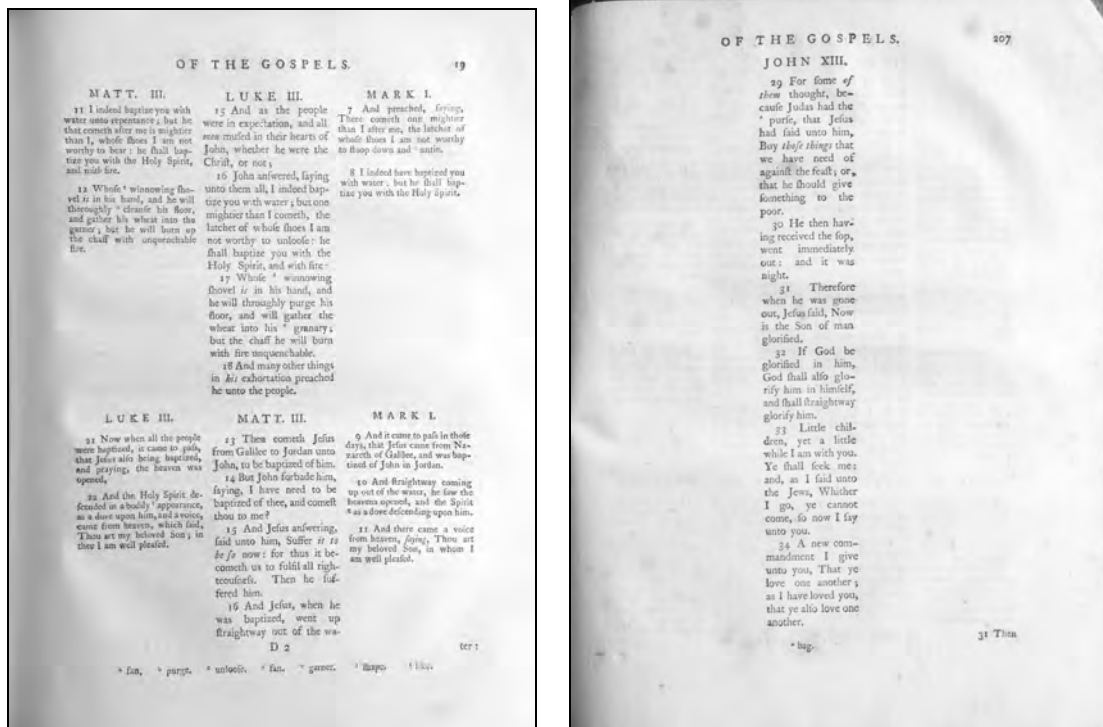 OF THE GOSPELS.
19
MATT. III.
11 I indeed baptize you with
water unto repentance ; but he
that cometh after me is mightier
than I, whoſe ſhoes I am not
worthy to bear : he ſhall bap-
tize you with the Holy Spirit,
and with fire.
12 Whoſe winnowing ſho-
vel is in his hand, and he will
thoroughly cleanſe his floor,
and gather his wheat into the
garner ; but he will burn up
the chaff with unquenchable
fire.
LUKE III.
15 And as the people
were in expectation, and all
men muſed in their hearts of
John, whether he were the
Chriſt, or not ;
16 John anſwered, ſaying
unto them all, I indeed bap-
tize you with water ; but one
mightier than I cometh, the
latchet of whoſe ſhoes I am
not worthy to unlooſe: he
ſhall baptize you with the
Holy Spirit, and with fire
17 Whoſe winnowing
ſhovel is in his hand, and
he will throughly purge his
floor, and will gather the
wheat into his granary ;
but the chaff he will burn
with fire unquenchable.
18 And many other things
in his exhortation preached
he unto the people.
MARK I.
7 And preached, ſaying,
There cometh one mightier
than I after me, the latchet of
whoſe ſhoes I am not worthy
to ſtoop down and untie.
8 I indeed have baptized you
with water: but he ſhall bap-
tize you with the Holy Spirit.
LUKE III.
21 Now when all the people
were baptized, it came to paſs,
that Jeſus alſo being baptized,
and praying, the heaven was
opened,
22 And the Holy Spirit de-
ſcended in a bodily appearance,
as a dove upon him, and a voice,
came from heaven, which ſaid,
Thou art my beloved Son ; in
thee I am well pleaſed.
MATT. III.
13 Then cometh Jeſus
from Galilee to Jordan unto
John, to be baptized of him.
14 But John forbade him,
ſaying, I have need to be
baptized of thee, and comeſt
thou to me ?
15 And Jeſus anſwering,
ſaid unto him, Suffer it to
be ſo now : for thus it be-
cometh us to fulfil all righ-
teouſneſs. Then he ſuf-
fered him.
16 And Jeſus, when he
was baptized, went up
ſtraightway out of the wa-
MARK I.
9 And it came to paſs in thoſe
days, that Jeſus came from Na-
zareth of Galilee, and was bap-
tized of John in Jordan.
10 And ſtraightway coming
up out of the water, he ſaw the
heavens opened, and the Spirit
as a dove deſcending upon him.
11 And there came a voice
from heaven, ſaying, Thou art
my beloved Son, in whom I
am well pleaſed.
D 2
ter :
fan. purge. unlooſe. fan. garner. ſhape. like.
OF THE GOSPELS.
207
JOHN XIII.
29 For ſome of
them thought, be-
cauſe Judas had the
purſe, that Jeſus
had ſaid unto him,
Buy thoſe things that
we have need of
againſt the feaſt ; or,
that he ſhould give
ſomething to the
poor.
30 He then hav-
ing received the ſop,
went immediately
out : and it was
night.
31 Therefore
when he was gone
out, Jeſus ſaid, Now
is the Son of man
glorified.
32 If God be
glorified in him,
God ſhall alſo glo-
rify him in himſelf,
and ſhall ſtraightway
glorify him.
33 Little chil-
dren, yet a little
while I am with you.
Ye ſhall ſeek me :
and, as I ſaid unto
the Jews, Whither
I go, ye cannot
come, ſo now I ſay
unto you.
34 A new com-
mandment I give
unto you, That ye
love one another ;
as I have loved you,
that ye alſo love one
another.
31 Then
bag.